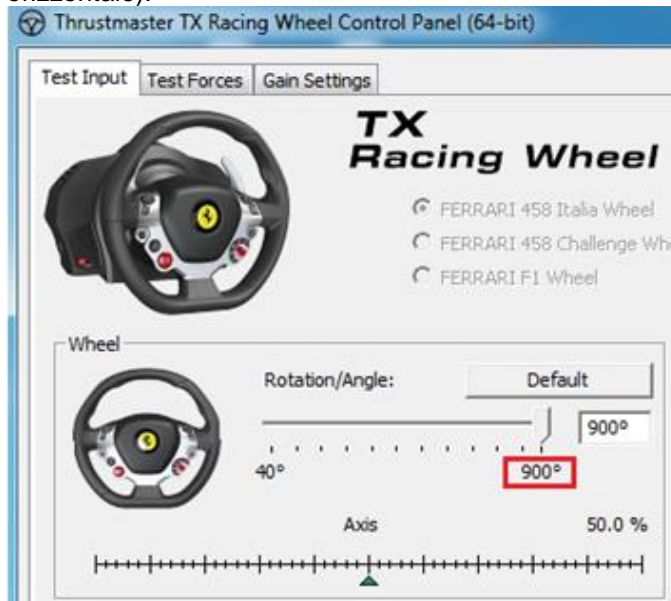 orizzontale).
Thrustmaster TX Racing Wheel Control Panel (64-bit)
Test Input Test Forces Gain Settings
TX
Racing Wheel
FERRARI 458 Italia Wheel
FERRARI 458 Challenge Whe
FERRARI F1 Wheel
Wheel
Rotation/Angle: Default
900°
40° 900°
Axis 50.0 %